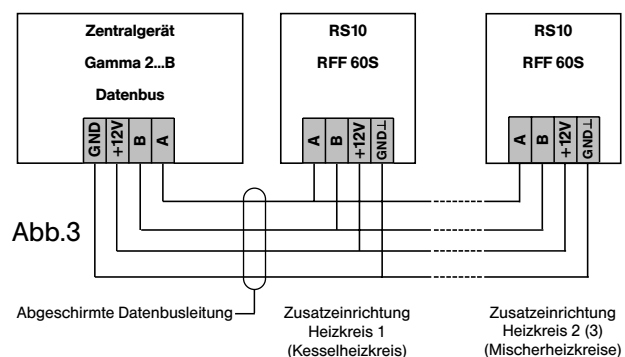 Zentralgerät
Gamma 2...B
Datenbus
GND +12V B A
RS10
RFF 60S
A B +12V GND⊥
RS10
RFF 60S
A B +12V GND⊥
Abb.3
Abgeschirmte Datenbusleitung
Zusatzeinrichtung
Heizkreis 1
(Kesselheizkreis)
Zusatzeinrichtung
Heizkreis 2 (3)
(Mischerheizkreise)